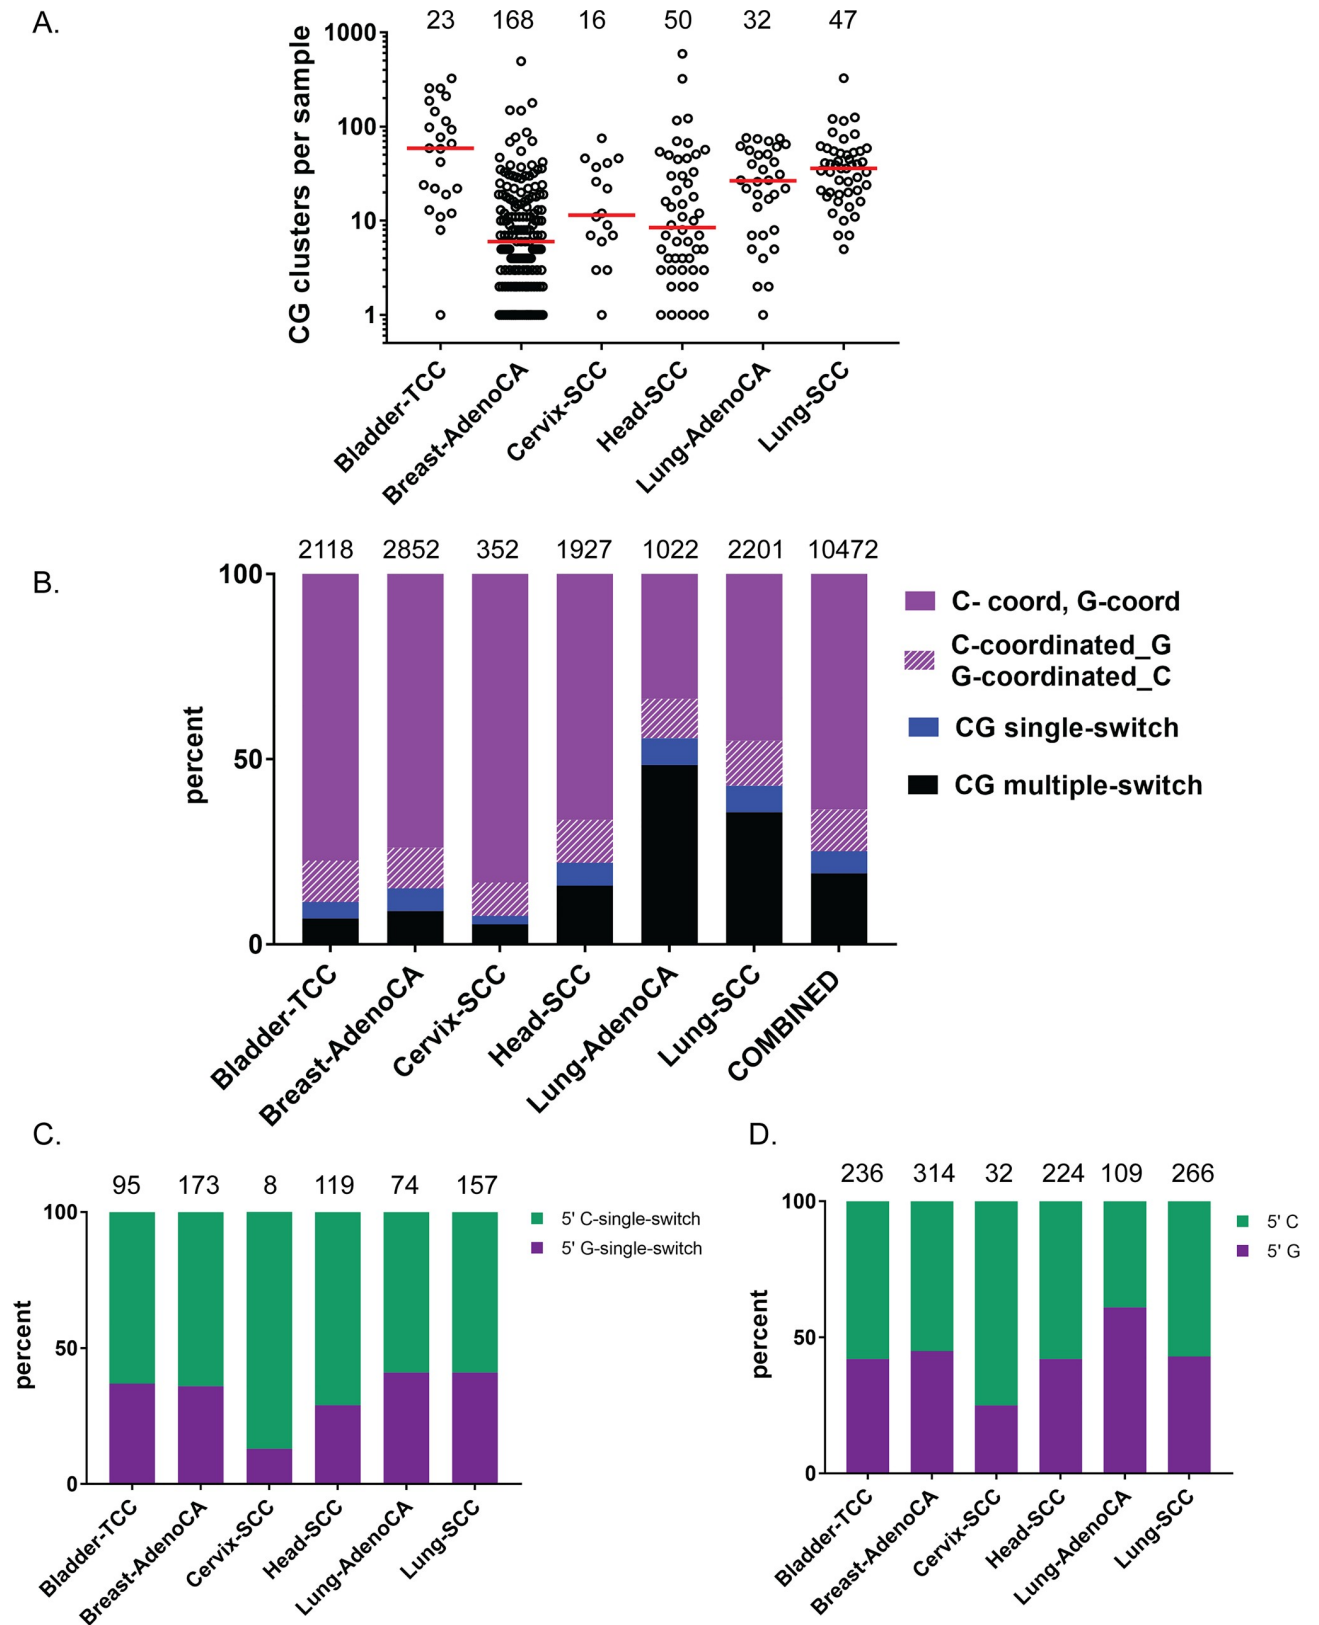 A.
23 168 16 50 32 47
CG clusters per sample
1000
100
10
1
Bladder-TCC
Breast-AdenoCA
Cervix-SCC
Head-SCC
Lung-AdenoCA
Lung-SCC
B.
2118 2852 352 1927 1022 2201 10472
percent
100
50
0
C- coord, G-coord
C-coordinated_G
G-coordinated_C
CG single-switch
CG multiple-switch
Bladder-TCC
Breast-AdenoCA
Cervix-SCC
Head-SCC
Lung-AdenoCA
Lung-SCC
COMBINED
C.
95 173 8 119 74 157
percent
100
50
0
5' C-single-switch
5' G-single-switch
Bladder-TCC
Breast-AdenoCA
Cervix-SCC
Head-SCC
Lung-AdenoCA
Lung-SCC
D.
236 314 32 224 109 266
percent
100
50
0
5' C
5' G
Bladder-TCC
Breast-AdenoCA
Cervix-SCC
Head-SCC
Lung-AdenoCA
Lung-SCC